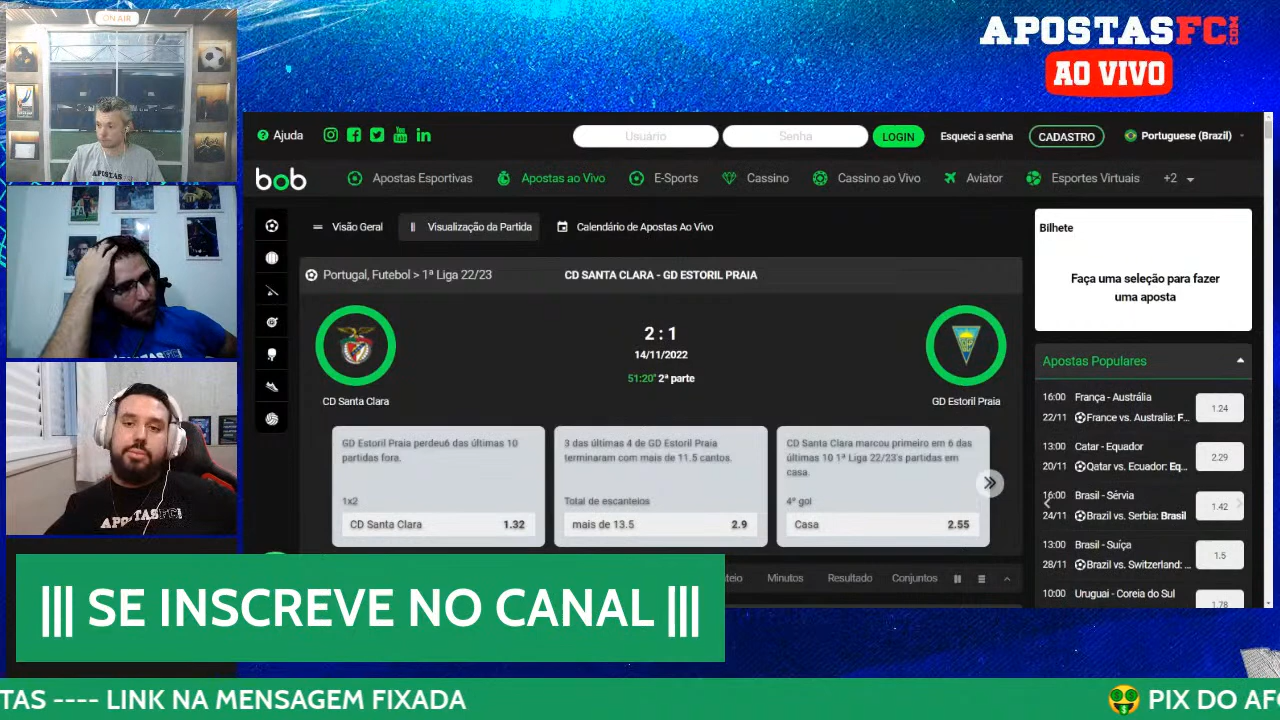 ON AIR
APOSTASFC.COM
AO VIVO
Ajuda
Usuário
Senha
LOGIN
Esqueci a senha
CADASTRO
Portuguese (Brazil)
bob
Apostas Esportivas
Apostas ao Vivo
E-Sports
Cassino
Cassino ao Vivo
Aviator
Esportes Virtuais
+2
Visão Geral
Visualização da Partida
Calendário de Apostas Ao Vivo
Portugal, Futebol > 1ª Liga 22/23
CD SANTA CLARA - GD ESTORIL PRAIA
2 : 1
14/11/2022
51:20" 2ª parte
CD Santa Clara
GD Estoril Praia
GD Estoril Praia perdeu6 das últimas 10
partidas fora.
1x2
CD Santa Clara 1.32
3 das últimas 4 de GD Estoril Praia
terminaram com mais de 11.5 cantos.
Total de escanteios
mais de 13.5 2.9
CD Santa Clara marcou primeiro em 6 das
últimas 10 1ª Liga 22/23's partidas em
casa.
4º gol
Casa 2.55
teio
Minutos
Resultado
Conjuntos
Bilhete
Faça uma seleção para fazer
uma aposta
Apostas Populares
16:00 França - Austrália
22/11 France vs. Australia: F...
1.24
13:00 Catar - Equador
20/11 Qatar vs. Ecuador: Eq...
2.29
16:00 Brasil - Sérvia
24/11 Brazil vs. Serbia: Brasil
1.42
13:00 Brasil - Suíça
28/11 Brazil vs. Switzerland: ...
1.5
10:00 Uruguai - Coreia do Sul
1.78
APOSTASFC!
||| SE INSCREVE NO CANAL |||
TAS ---- LINK NA MENSAGEM FIXADA
🤑 PIX DO AFC